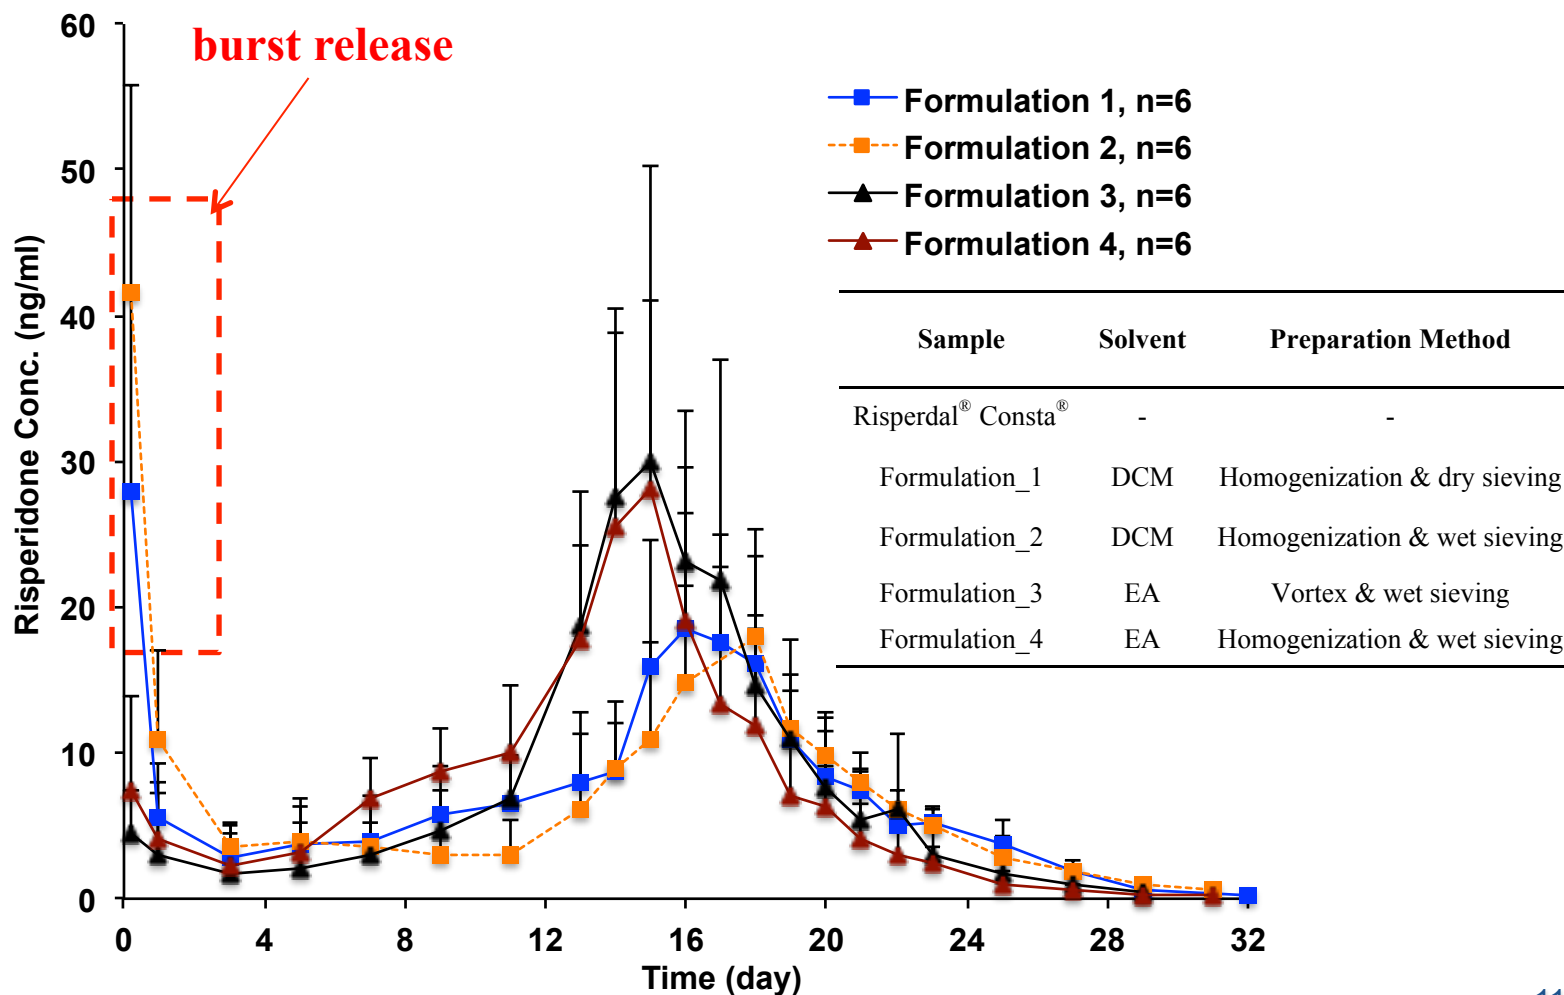 burst release
60
50
40
30
20
10
0
Risperidone Conc. (ng/ml)
0 4 8 12 16 20 24 28 32
Time (day)
Formulation 1, n=6
Formulation 2, n=6
Formulation 3, n=6
Formulation 4, n=6
Sample Solvent Preparation Method
Risperdal® Consta® - -
Formulation_1 DCM Homogenization & dry sieving
Formulation_2 DCM Homogenization & wet sieving
Formulation_3 EA Vortex & wet sieving
Formulation_4 EA Homogenization & wet sieving